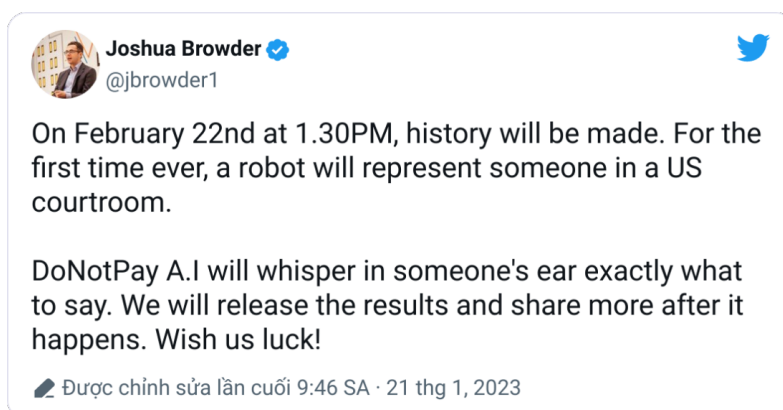 Joshua Browder
@jbrowder1
On February 22nd at 1.30PM, history will be made. For the
first time ever, a robot will represent someone in a US
courtroom.
DoNotPay A.I will whisper in someone's ear exactly what
to say. We will release the results and share more after it
happens. Wish us luck!
Được chỉnh sửa lần cuối 9:46 SA · 21 thg 1, 2023